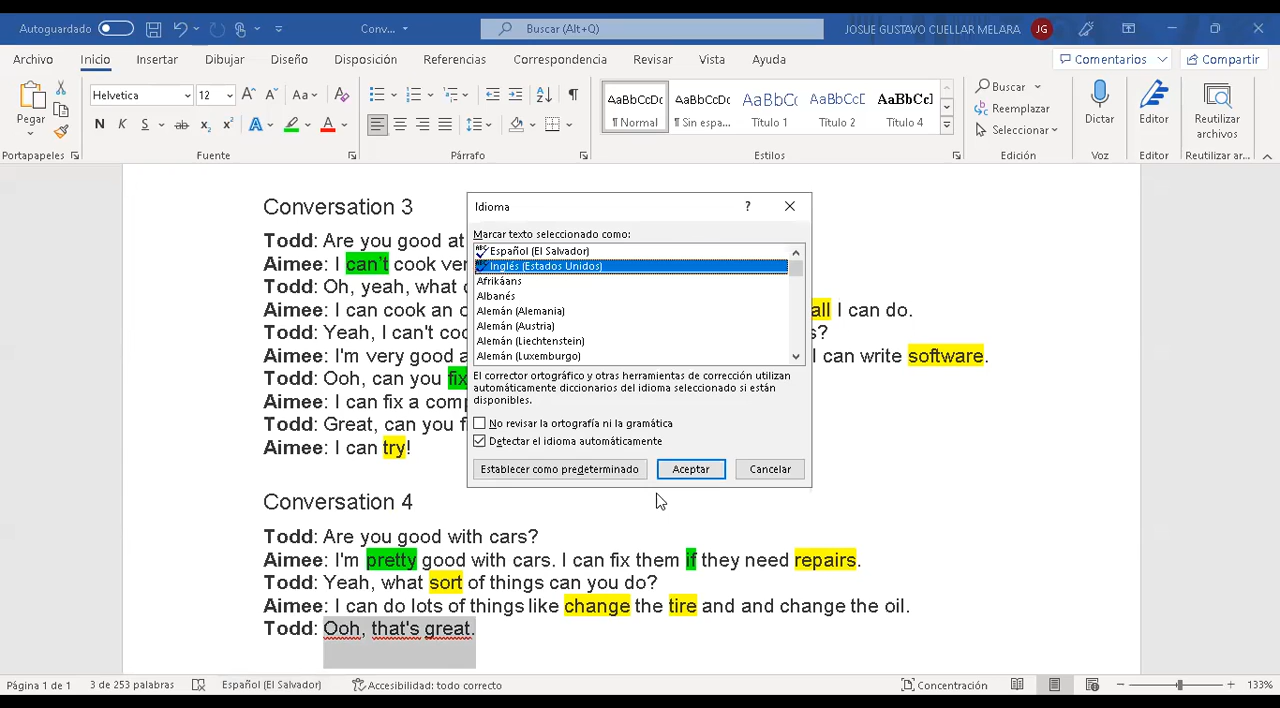 Autoguardado Conv... Buscar (Alt+Q) JOSUE GUSTAVO CUELLAR MELARA JG
Archivo Inicio Insertar Dibujar Diseño Disposición Referencias Correspondencia Revisar Vista Ayuda Comentarios Compartir
Pegar Helvetica 12 Aa A
N K S ab x₂ x² A A
AaBbCcDc AaBbCcDc AaBbCcD AaBbCcD AaBbCcI
¶ Normal ¶ Sin espa... Título 1 Título 2 Título 4
Buscar
Reemplazar
Seleccionar
Dictar Editor Reutilizar archivos
Portapapeles Fuente Párrafo Estilos Edición Voz Editor Reutilizar ar...
Conversation 3
Todd: Are you good at
Aimee: I can't cook ver
Todd: Oh, yeah, what c
Aimee: I can cook an o all I can do.
Todd: Yeah, I can't coo s?
Aimee: I'm very good a I can write software.
Todd: Ooh, can you fix
Aimee: I can fix a comp
Todd: Great, can you f
Aimee: I can try!
Idioma ?
Marcar texto seleccionado como:
Español (El Salvador)
Inglés (Estados Unidos)
Afrikáans
Albanés
Alemán (Alemania)
Alemán (Austria)
Alemán (Liechtenstein)
Alemán (Luxemburgo)
El corrector ortográfico y otras herramientas de corrección utilizan
automáticamente diccionarios del idioma seleccionado si están
disponibles.
No revisar la ortografía ni la gramática
Detectar el idioma automáticamente
Establecer como predeterminado Aceptar Cancelar
Conversation 4
Todd: Are you good with cars?
Aimee: I'm pretty good with cars. I can fix them if they need repairs.
Todd: Yeah, what sort of things can you do?
Aimee: I can do lots of things like change the tire and and change the oil.
Todd: Ooh, that's great.
Página 1 de 1 3 de 253 palabras Español (El Salvador) Accesibilidad: todo correcto Concentración 133%